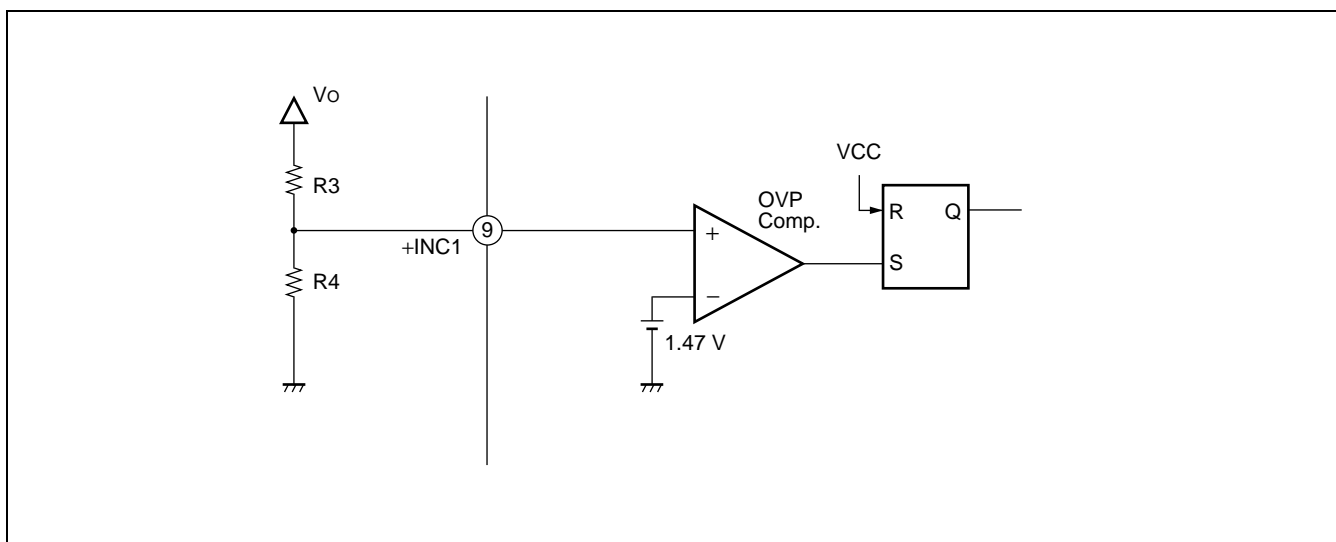 Vo
R3
+INC1
9
R4
+
−
1.47 V
OVP
Comp.
VCC
R Q
S